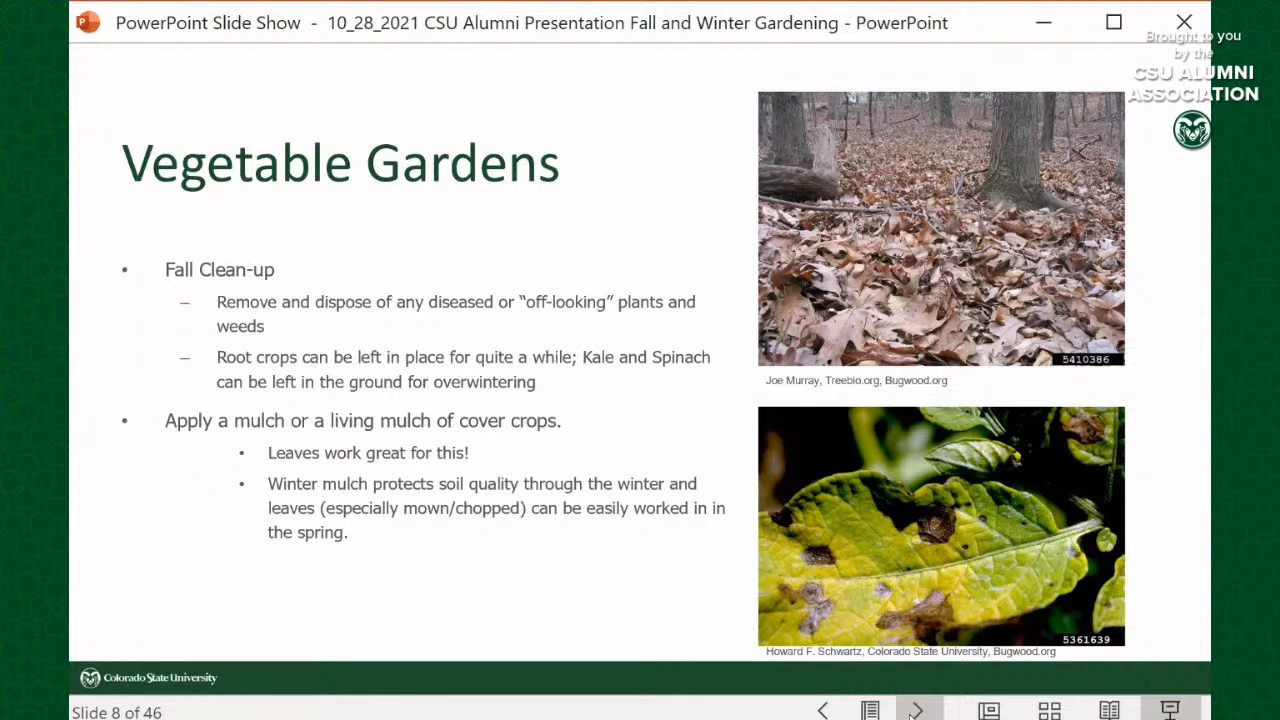 PowerPoint Slide Show - 10_28_2021 CSU Alumni Presentation Fall and Winter Gardening - PowerPoint
Brought to you
by the
CSU ALUMNI
ASSOCIATION
Vegetable Gardens
• Fall Clean-up
– Remove and dispose of any diseased or “off-looking” plants and
weeds
– Root crops can be left in place for quite a while; Kale and Spinach
can be left in the ground for overwintering
• Apply a mulch or a living mulch of cover crops.
• Leaves work great for this!
• Winter mulch protects soil quality through the winter and
leaves (especially mown/chopped) can be easily worked in in
the spring.
5410386
Joe Murray, Treebio.org, Bugwood.org
5361639
Howard F. Schwartz, Colorado State University, Bugwood.org
Colorado State University
Slide 8 of 46